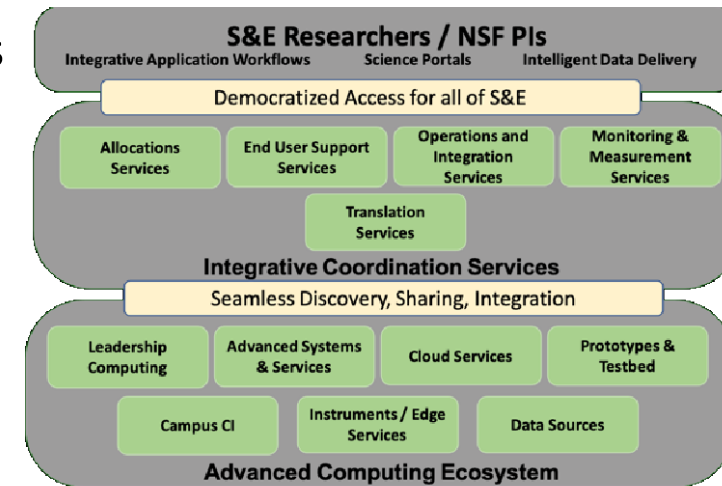 S&E Researchers / NSF PIs
Integrative Application Workflows Science Portals Intelligent Data Delivery
Democratized Access for all of S&E
Allocations
Services
End User Support
Services
Operations and
Integration
Services
Monitoring &
Measurement
Services
Translation
Services
Integrative Coordination Services
Seamless Discovery, Sharing, Integration
Leadership
Computing
Advanced Systems
& Services
Cloud Services
Prototypes &
Testbed
Campus CI
Instruments / Edge
Services
Data Sources
Advanced Computing Ecosystem